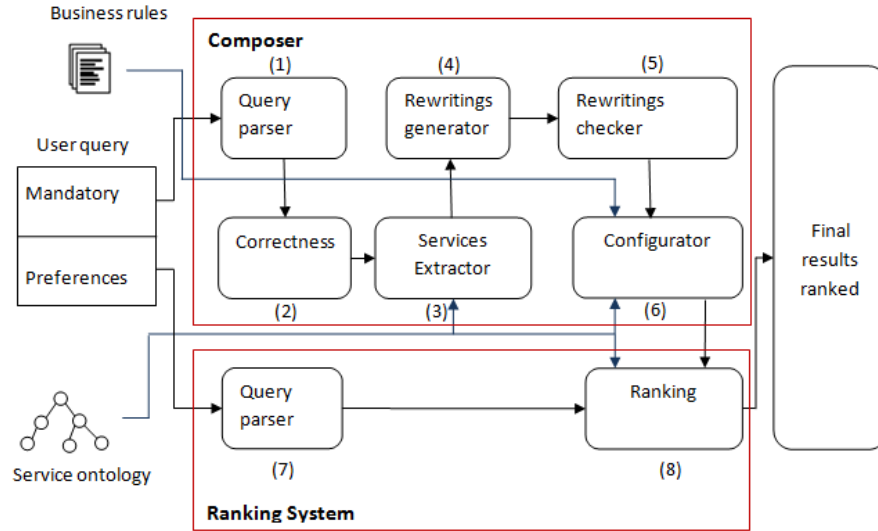 Business rules
Composer
(1)
(4)
(5)
Query
parser
Rewritings
generator
Rewritings
checker
User query
Mandatory
Preferences
Correctness
Services
Extractor
Configurator
Final
results
ranked
(2)
(3)
(6)
Query
parser
Ranking
Service ontology
(7)
(8)
Ranking System